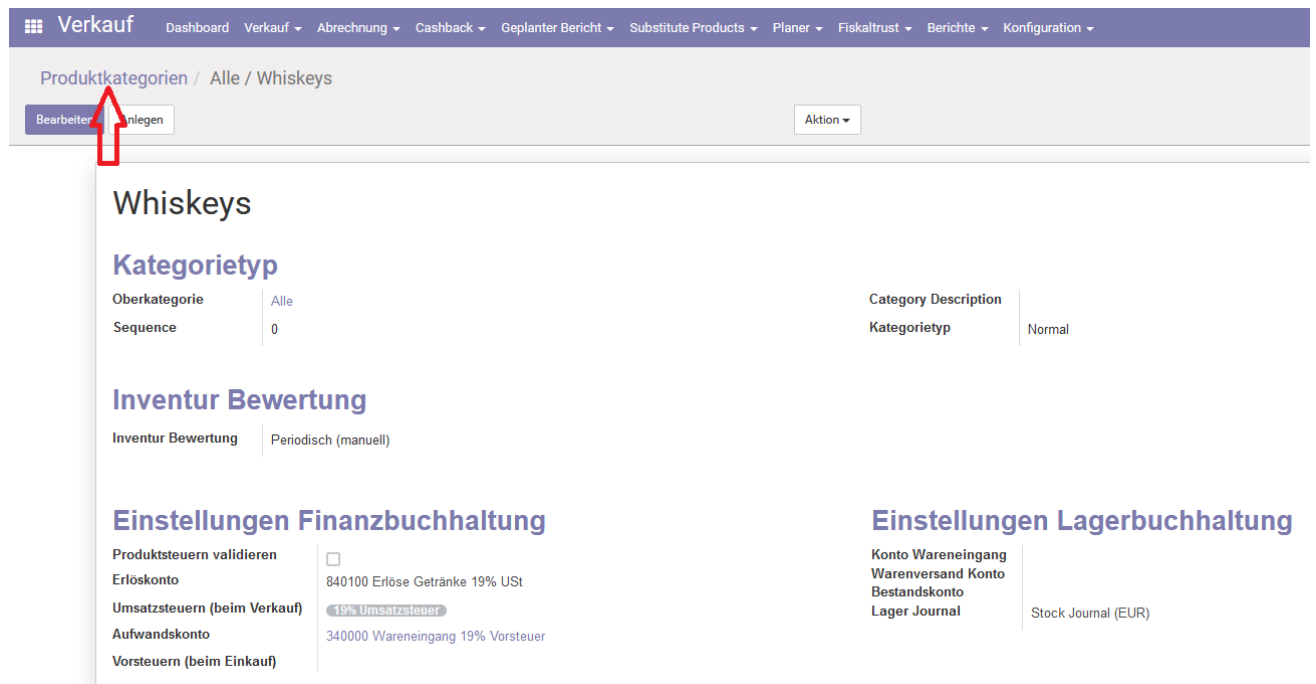 Verkauf Dashboard Verkauf Abrechnung Cashback Geplanter Bericht Substitute Products Planer Fiskaltrust Berichte Konfiguration
Produktkategorien / Alle / Whiskeys
Bearbeiten Anlegen Aktion
Whiskeys
Kategorietyp
Oberkategorie Alle Category Description
Sequence 0 Kategorietyp Normal
Inventur Bewertung
Inventur Bewertung Periodisch (manuell)
Einstellungen Finanzbuchhaltung Einstellungen Lagerbuchhaltung
Produktsteuern validieren Konto Wareneingang
Erlöskonto 840100 Erlöse Getränke 19% USt Warenversand Konto
Bestandskonto
Umsatzsteuern (beim Verkauf) 19% Umsatzsteuer Lager Journal Stock Journal (EUR)
Aufwandskonto 340000 Wareneingang 19% Vorsteuer
Vorsteuern (beim Einkauf)